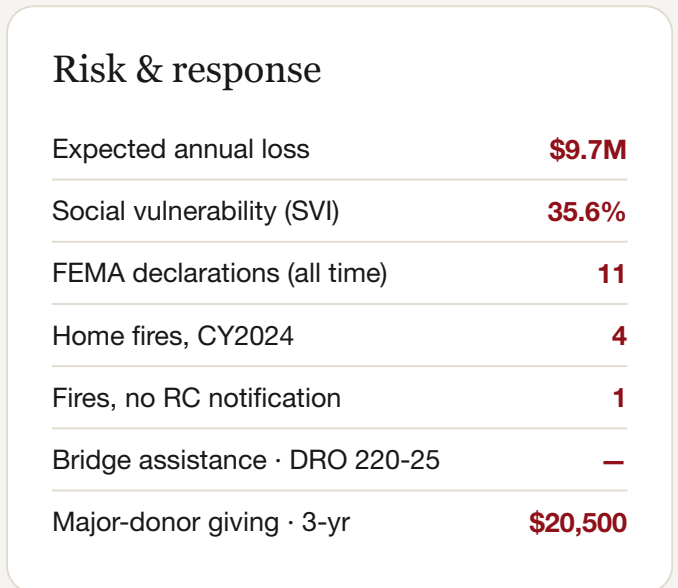 Risk & response
Expected annual loss $9.7M
Social vulnerability (SVI) 35.6%
FEMA declarations (all time) 11
Home fires, CY2024 4
Fires, no RC notification 1
Bridge assistance · DRO 220-25 —
Major-donor giving · 3-yr $20,500